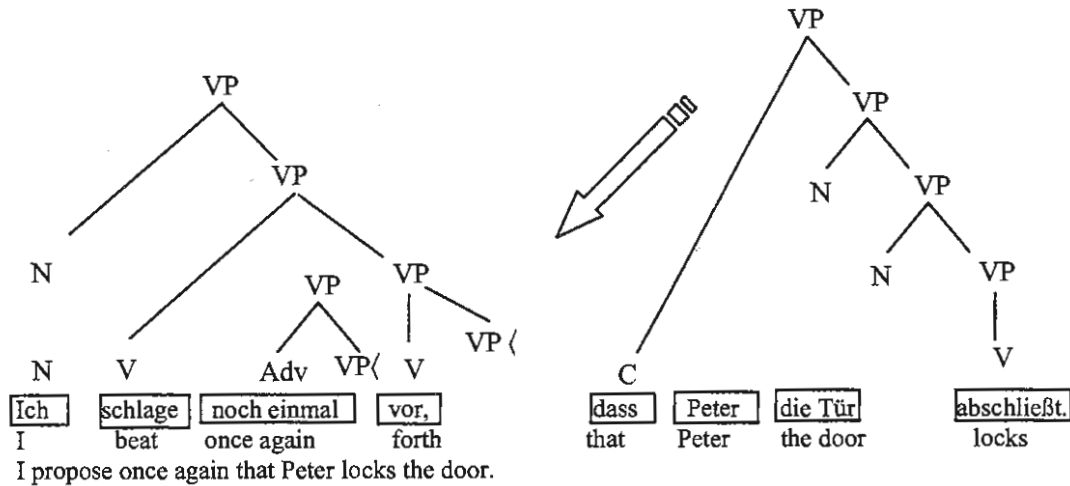 VP
VP
VP
VP
N
VP
VP
N
VP
VP⟨
N
VP
N
V
Adv
VP⟨
V
C
V
Ich schlage noch einmal vor, dass Peter die Tür abschließt.
I beat once again forth that Peter the door locks
I propose once again that Peter locks the door.